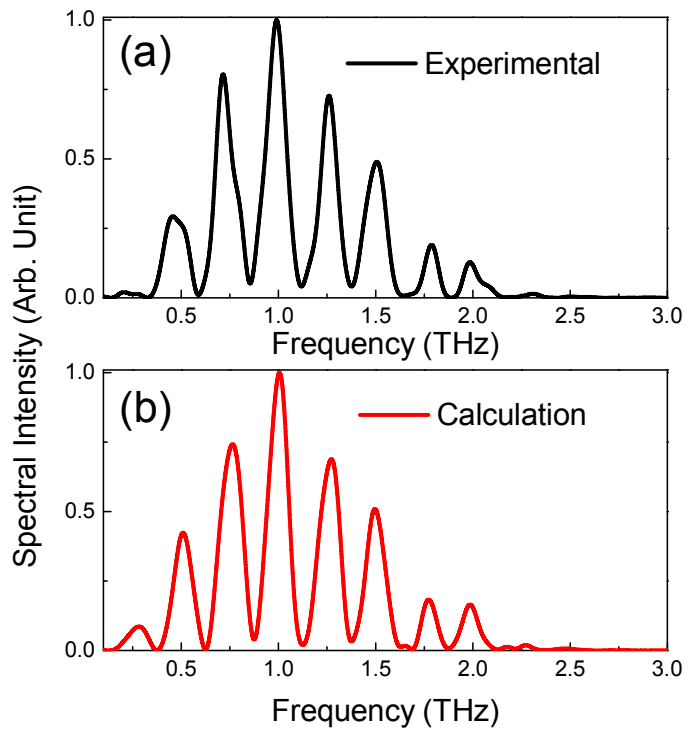 Spectral Intensity (Arb. Unit)
(a)
Experimental
1.0
0.5
0.0
0.5 1.0 1.5 2.0 2.5 3.0
Frequency (THz)
(b)
Calculation
1.0
0.5
0.0
0.5 1.0 1.5 2.0 2.5 3.0
Frequency (THz)